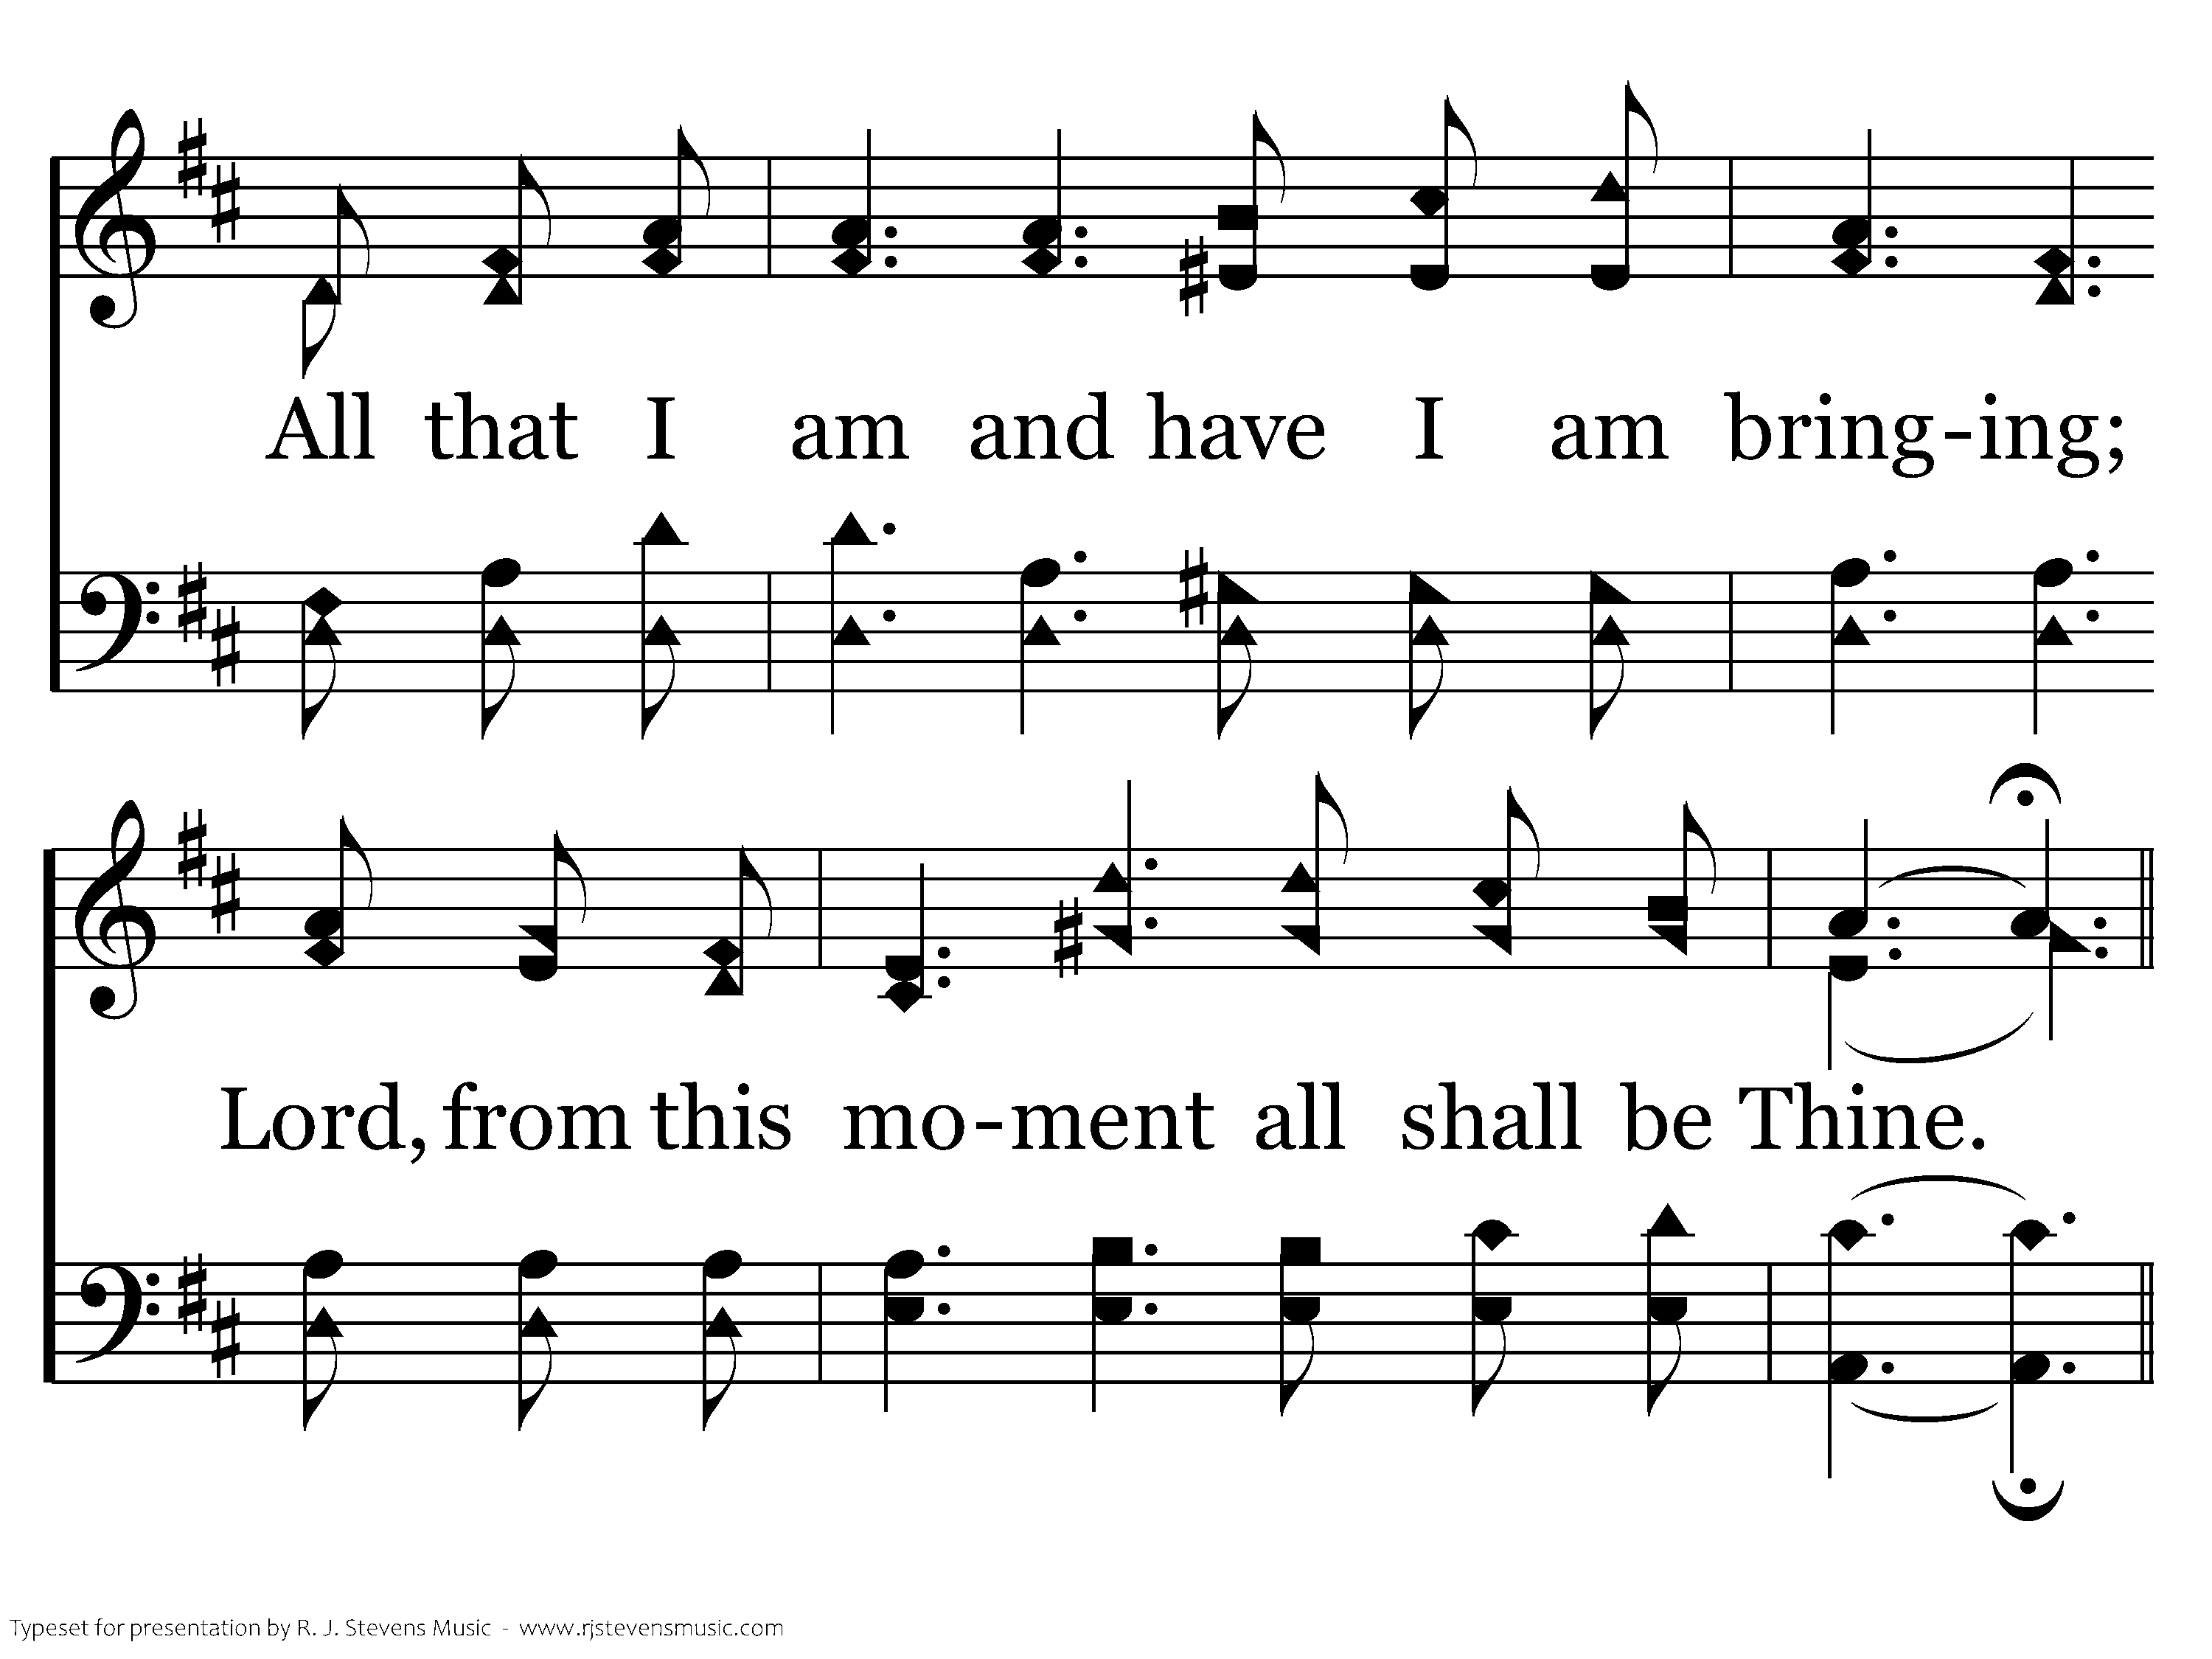 All that I am and have I am bring-ing;
Lord, from this mo-ment all shall be Thine.
Typeset for presentation by R. J. Stevens Music - www.rjstevensmusic.com